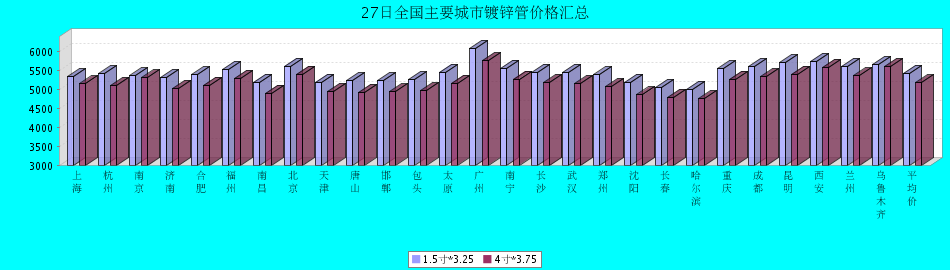 27日全国主要城市镀锌管价格汇总
6000
5500
5000
4500
4000
3500
3000
上海 杭州 南京 济南 合肥 福州 南昌 北京 天津 唐山 邯郸 包头 太原 广州 南宁 长沙 武汉 郑州 沈阳 长春 哈尔滨 重庆 成都 昆明 西安 兰州 乌鲁木齐 平均价
1.5寸*3.25 4寸*3.75